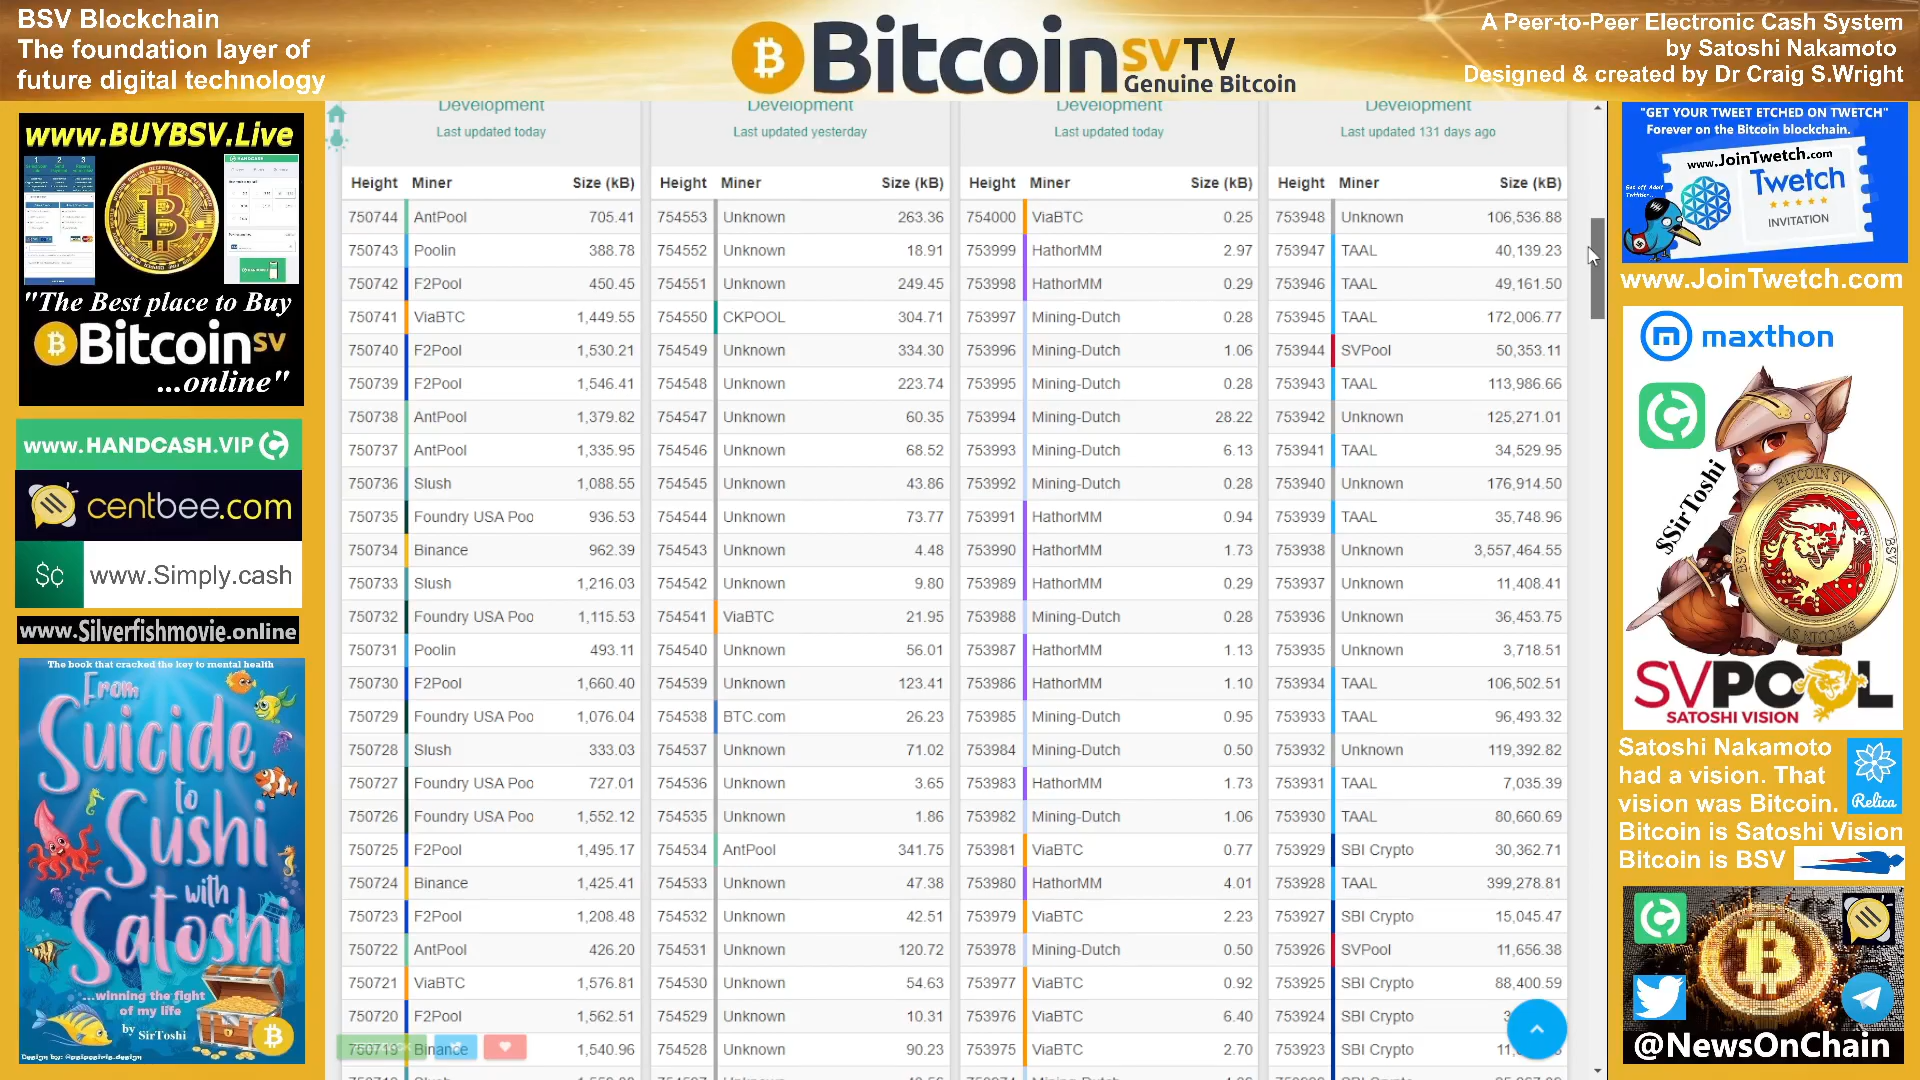 BSV Blockchain
The foundation layer of
future digital technology
Bitcoin SVTV
Genuine Bitcoin
A Peer-to-Peer Electronic Cash System
by Satoshi Nakamoto
Designed & created by Dr Craig S.Wright
www.BUYBSV.Live
"The Best place to Buy
Bitcoin SV
...online"
www.HANDCASH.VIP
centbee.com
$c www.Simply.cash
www.Silverfishmovie.online
The book that cracked the key to mental health
From
Suicide
to
Sushi
with
Satoshi
...winning the fight
of my life
by SirToshi
Development Development Development Development
Last updated today Last updated yesterday Last updated today Last updated 131 days ago
Height Miner Size (kB) Height Miner Size (kB) Height Miner Size (kB) Height Miner Size (kB)
750744 AntPool 705.41 754553 Unknown 263.36 754000 ViaBTC 0.25 753948 Unknown 106,536.88
750743 Poolin 388.78 754552 Unknown 18.91 753999 HathorMM 2.97 753947 TAAL 40,139.23
750742 F2Pool 450.45 754551 Unknown 249.45 753998 HathorMM 0.29 753946 TAAL 49,161.50
750741 ViaBTC 1,449.55 754550 CKPOOL 304.71 753997 Mining-Dutch 0.28 753945 TAAL 172,006.77
750740 F2Pool 1,530.21 754549 Unknown 334.30 753996 Mining-Dutch 1.06 753944 SVPool 50,353.11
750739 F2Pool 1,546.41 754548 Unknown 223.74 753995 Mining-Dutch 0.28 753943 TAAL 113,986.66
750738 AntPool 1,379.82 754547 Unknown 60.35 753994 Mining-Dutch 28.22 753942 Unknown 125,271.01
750737 AntPool 1,335.95 754546 Unknown 68.52 753993 Mining-Dutch 6.13 753941 TAAL 34,529.95
750736 Slush 1,088.55 754545 Unknown 43.86 753992 Mining-Dutch 0.28 753940 Unknown 176,914.50
750735 Foundry USA Poo 936.53 754544 Unknown 73.77 753991 HathorMM 0.94 753939 TAAL 35,748.96
750734 Binance 962.39 754543 Unknown 4.48 753990 HathorMM 1.73 753938 Unknown 3,557,464.55
750733 Slush 1,216.03 754542 Unknown 9.80 753989 HathorMM 0.29 753937 Unknown 11,408.41
750732 Foundry USA Poo 1,115.53 754541 ViaBTC 21.95 753988 Mining-Dutch 0.28 753936 Unknown 36,453.75
750731 Poolin 493.11 754540 Unknown 56.01 753987 HathorMM 1.13 753935 Unknown 3,718.51
750730 F2Pool 1,660.40 754539 Unknown 123.41 753986 HathorMM 1.10 753934 TAAL 106,502.51
750729 Foundry USA Poo 1,076.04 754538 BTC.com 26.23 753985 Mining-Dutch 0.95 753933 TAAL 96,493.32
750728 Slush 333.03 754537 Unknown 71.02 753984 Mining-Dutch 0.50 753932 Unknown 119,392.82
750727 Foundry USA Poo 727.01 754536 Unknown 3.65 753983 HathorMM 1.73 753931 TAAL 7,035.39
750726 Foundry USA Poo 1,552.12 754535 Unknown 1.86 753982 Mining-Dutch 1.06 753930 TAAL 80,660.69
750725 F2Pool 1,495.17 754534 AntPool 341.75 753981 ViaBTC 0.77 753929 SBI Crypto 30,362.71
750724 Binance 1,425.41 754533 Unknown 47.38 753980 HathorMM 4.01 753928 TAAL 399,278.81
750723 F2Pool 1,208.48 754532 Unknown 42.51 753979 ViaBTC 2.23 753927 SBI Crypto 15,045.47
750722 AntPool 426.20 754531 Unknown 120.72 753978 Mining-Dutch 0.50 753926 SVPool 11,656.38
750721 ViaBTC 1,576.81 754530 Unknown 54.63 753977 ViaBTC 0.92 753925 SBI Crypto 88,400.59
750720 F2Pool 1,562.51 754529 Unknown 10.31 753976 ViaBTC 6.40 753924 SBI Crypto
750719 Binance 1,540.96 754528 Unknown 90.23 753975 ViaBTC 2.70 753923 SBI Crypto
"GET YOUR TWEET ETCHED ON TWETCH"
Forever on the Bitcoin blockchain.
www.JoinTwetch.com
Twetch
INVITATION
www.JoinTwetch.com
maxthon
$SirToshi
BITCOIN SV
BSV
BSV
SVPOOL
SATOSHI VISION
Satoshi Nakamoto
had a vision. That
vision was Bitcoin.
Relica
Bitcoin is Satoshi Vision
Bitcoin is BSV
@NewsOnChain